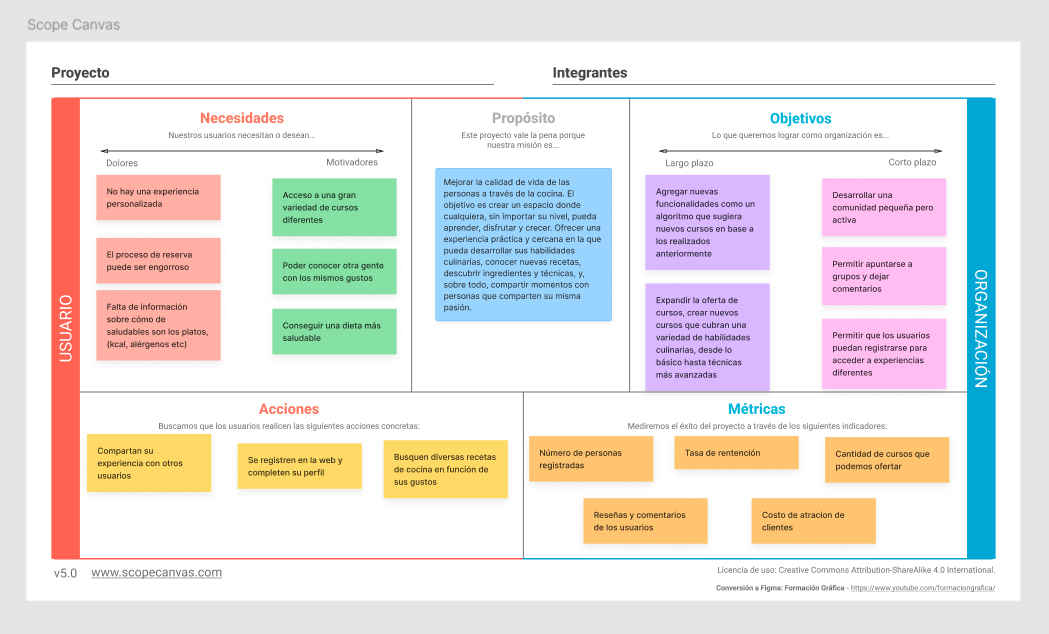 Scope Canvas
Proyecto
Integrantes
USUARIO
Necesidades
Nuestros usuarios necesitan o desean...
Dolores
Motivadores
No hay una experiencia
personalizada
El proceso de reserva
puede ser engorroso
Falta de información
sobre cómo de
saludables son los platos,
(kcal, alérgenos etc)
Acceso a una gran
variedad de cursos
diferentes
Poder conocer otra gente
con los mismos gustos
Conseguir una dieta más
saludable
Propósito
Este proyecto vale la pena porque
nuestra misión es...
Mejorar la calidad de vida de las
personas a través de la cocina. El
objetivo es crear un espacio donde
cualquiera, sin importar su nivel, pueda
aprender, disfrutar y crecer. Ofrecer una
experiencia práctica y cercana en la que
pueda desarrollar sus habilidades
culinarias, conocer nuevas recetas,
descubrir ingredientes y técnicas, y,
sobre todo, compartir momentos con
personas que comparten su misma
pasión.
Objetivos
Lo que queremos lograr como organización es...
Largo plazo
Corto plazo
Agregar nuevas
funcionalidades como un
algoritmo que sugiera
nuevos cursos en base a
los realizados
anteriormente
Expandir la oferta de
cursos, crear nuevos
cursos que cubran una
variedad de habilidades
culinarias, desde lo
básico hasta técnicas
más avanzadas
Desarrollar una
comunidad pequeña pero
activa
Permitir apuntarse a
grupos y dejar
comentarios
Permitir que los usuarios
puedan registrarse para
acceder a experiencias
diferentes
ORGANIZACIÓN
Acciones
Buscamos que los usuarios realicen las siguientes acciones concretas:
Compartan su
experiencia con otros
usuarios
Se registren en la web y
completen su perfil
Busquen diversas recetas
de cocina en función de
sus gustos
Métricas
Mediremos el éxito del proyecto a través de los siguientes indicadores:
Número de personas
registradas
Tasa de rentención
Cantidad de cursos que
podemos ofertar
Reseñas y comentarios
de los usuarios
Costo de atracion de
clientes
v5.0 www.scopecanvas.com
Licencia de uso: Creative Commons Attribution-ShareAlike 4.0 International.
Conversión a Figma: Formación Gráfica - https://www.youtube.com/formaciongrafica/